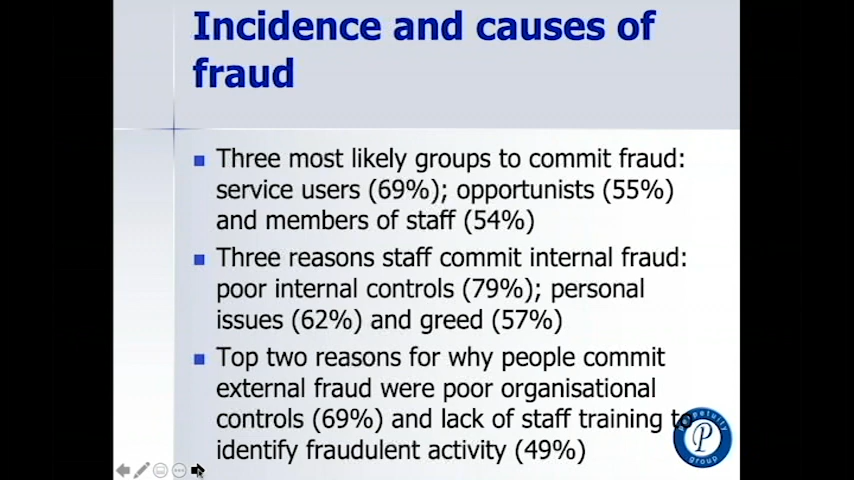 Incidence and causes of
fraud
Three most likely groups to commit fraud:
service users (69%); opportunists (55%)
and members of staff (54%)
Three reasons staff commit internal fraud:
poor internal controls (79%); personal
issues (62%) and greed (57%)
Top two reasons for why people commit
external fraud were poor organisational
controls (69%) and lack of staff training to
identify fraudulent activity (49%)
Perpetuity
P
group